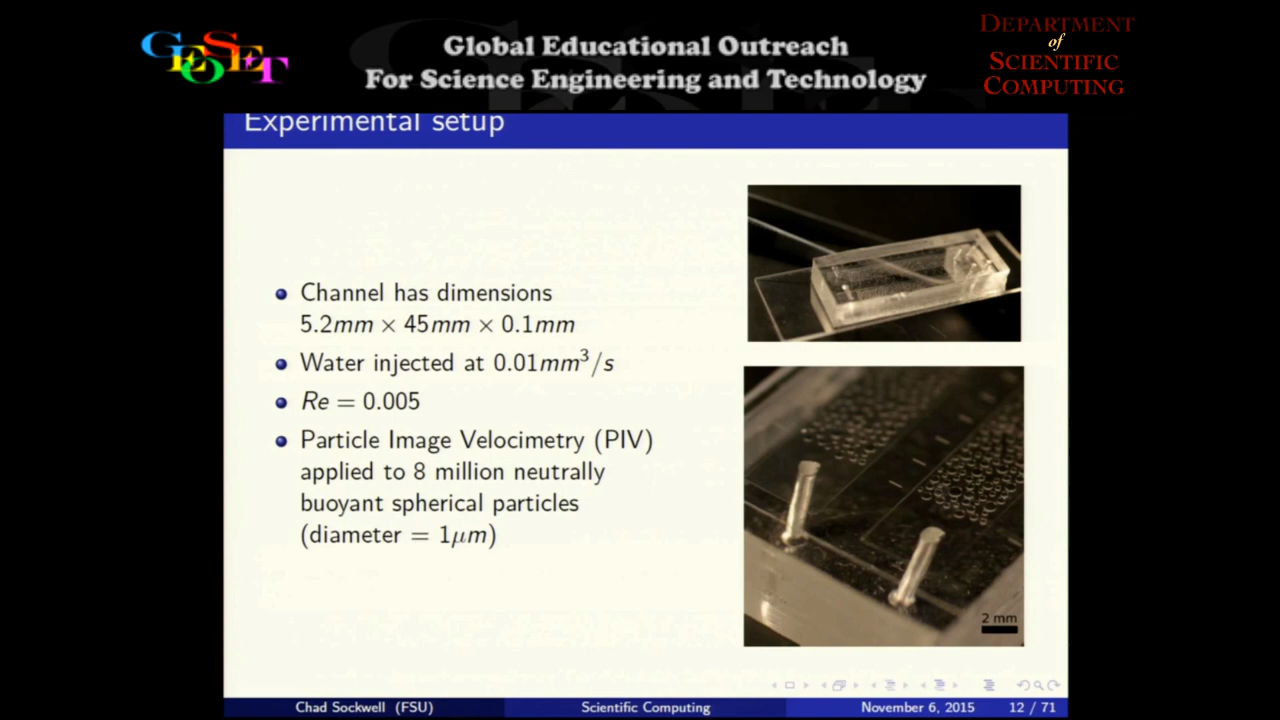 GEOSET
Global Educational Outreach
For Science Engineering and Technology
DEPARTMENT
of
SCIENTIFIC
COMPUTING
Experimental setup
Channel has dimensions
5.2mm × 45mm × 0.1mm
Water injected at 0.01mm³/s
Re = 0.005
Particle Image Velocimetry (PIV)
applied to 8 million neutrally
buoyant spherical particles
(diameter = 1μm)
2 mm
Chad Sockwell (FSU) Scientific Computing November 6, 2015 12 / 71